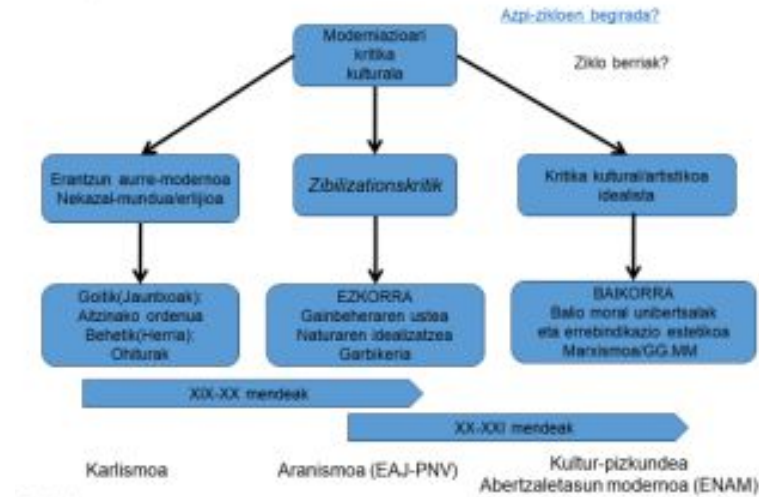 Azpi-zikloen begirada?
Moderniazioari
kritika
kulturala
Ziklo berriak?
Erantzun aurre-modernoa
Nekazal-mundua/erlijioa
Zibilizationskritik
Kritika kultural/artistikoa
idealista
Goitik(Jauntxoak):
Aitzinako ordenua
Behetik(Herria):
Ohiturak
EZKORRA
Gainbeheraren ustea
Naturaren idealizatzea
Garbikeria
BAIKORRA
Balio moral unibertsalak
eta errebindikazio estetikoa
Marxismoa/GG.MM
XIX-XX mendeak
XX-XXI mendeak
Karlismoa
Aranismoa (EAJ-PNV)
Kultur-pizkundea
Abertzaletasun modernoa (ENAM)